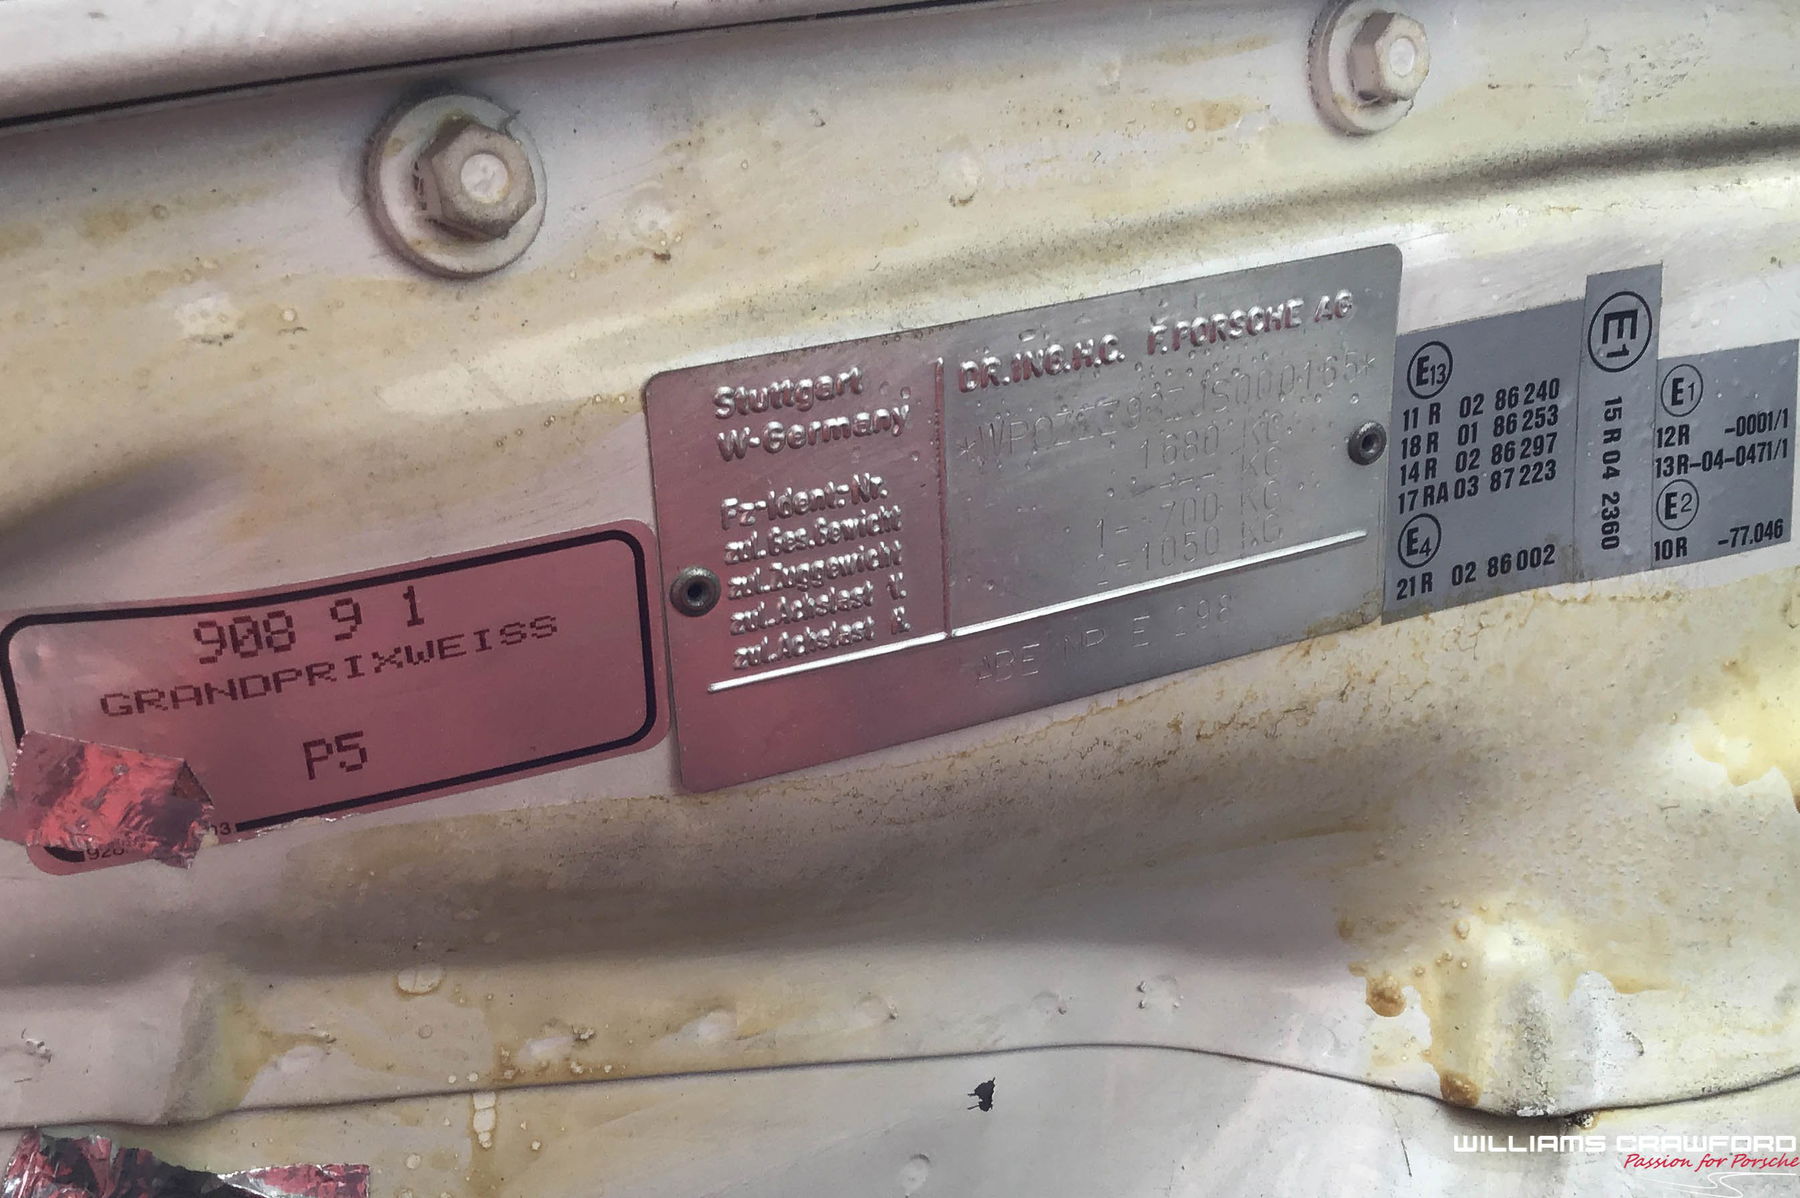 908 9 1
GRANDPRIXWEISS
P5
Stuttgart
W-Germany
DR.ING.H.C. F.PORSCHE AG
Fz-Ident-Nr.
zul.Ges.Gewicht
1680 KG
zul.Zuggewicht
--- KG
zul.Achslast V.
1- 700 KG
zul.Achslast H.
2-1050 KG
ABE NR E 298
E13
11 R 02 86 240
18 R 01 86 253
14 R 02 86 297
17 RA 03 87 223
E4
21 R 02 86 002
E1
15 R 04 2360
E1
12R -0001/1
13R-04-0471/1
E2
10R -77.046
WILLIAMS CRAWFORD
Passion for Porsche